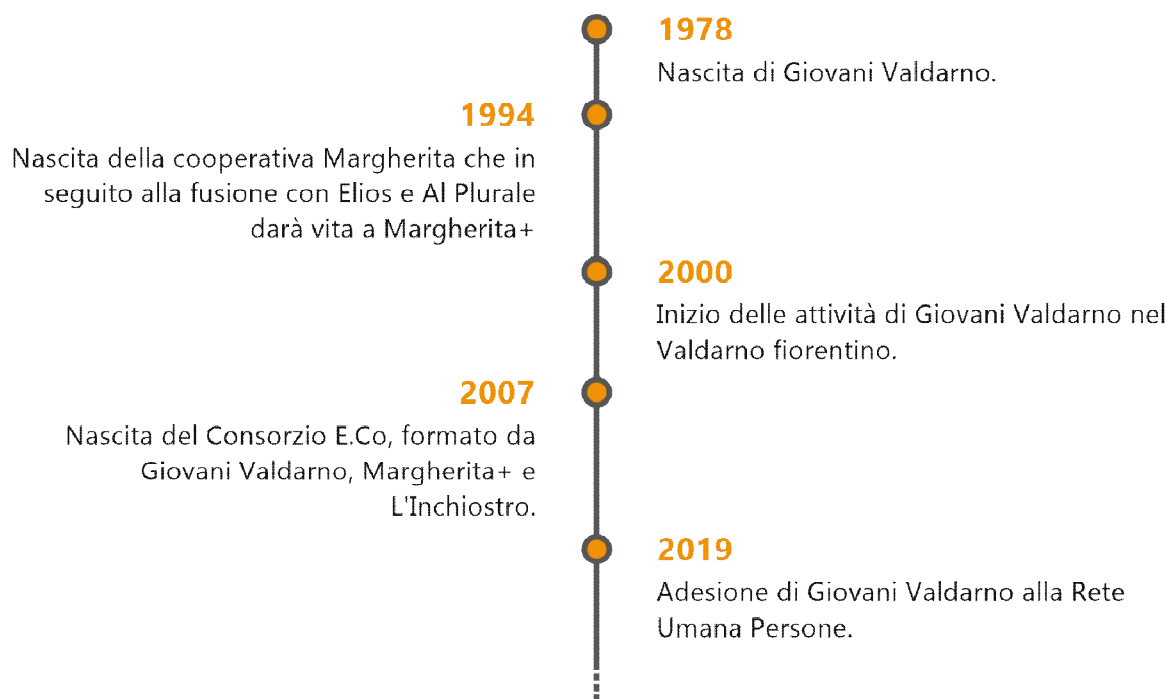 1978
Nascita di Giovani Valdarno.
1994
Nascita della cooperativa Margherita che in
seguito alla fusione con Elios e Al Plurale
darà vita a Margherita+
2000
Inizio delle attività di Giovani Valdarno nel
Valdarno fiorentino.
2007
Nascita del Consorzio E.Co, formato da
Giovani Valdarno, Margherita+ e
L'Inchiostro.
2019
Adesione di Giovani Valdarno alla Rete
Umana Persone.